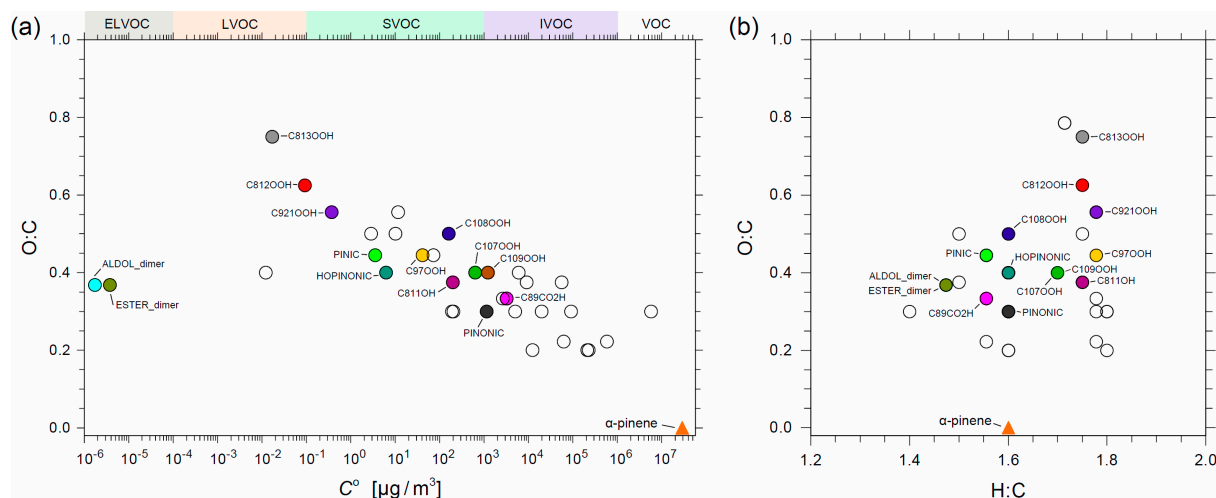 (a)
ELVOC LVOC SVOC IVOC VOC
1.0
0.8
0.6
0.4
0.2
0.0
O:C
C813OOH
C812OOH
C921OOH
C108OOH
PINIC
C107OOH
C97OOH
C109OOH
HOPINONIC
ALDOL_dimer
C811OH
C89CO2H
ESTER_dimer
PINONIC
α-pinene
10⁻⁶ 10⁻⁵ 10⁻⁴ 10⁻³ 10⁻² 10⁻¹ 10⁰ 10¹ 10² 10³ 10⁴ 10⁵ 10⁶ 10⁷
C° [µg / m³]
(b)
1.0
0.8
0.6
0.4
0.2
0.0
O:C
C813OOH
C812OOH
C921OOH
C108OOH
PINIC
C97OOH
HOPINONIC
C109OOH
ALDOL_dimer
C811OH
ESTER_dimer
C107OOH
C89CO2H
PINONIC
α-pinene
1.2 1.4 1.6 1.8 2.0
H:C